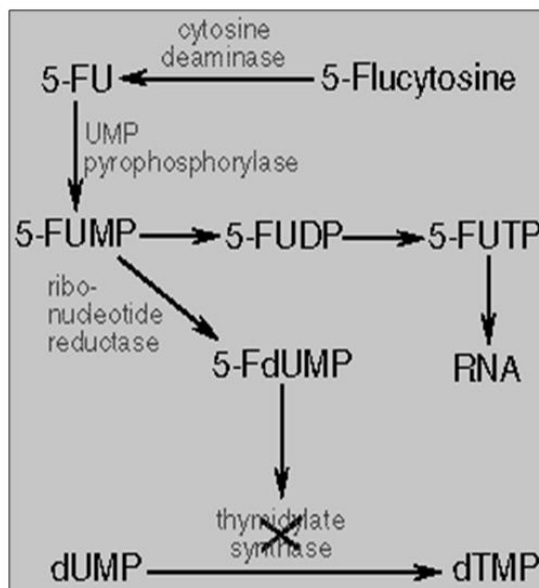 cytosine
deaminase
5-FU 5-Flucytosine
UMP
pyrophosphorylase
5-FUMP 5-FUDP 5-FUTP
ribo-
nudeotide
reductase
5-FdUMP RNA
thymidylate
synthase
dUMP dTMP